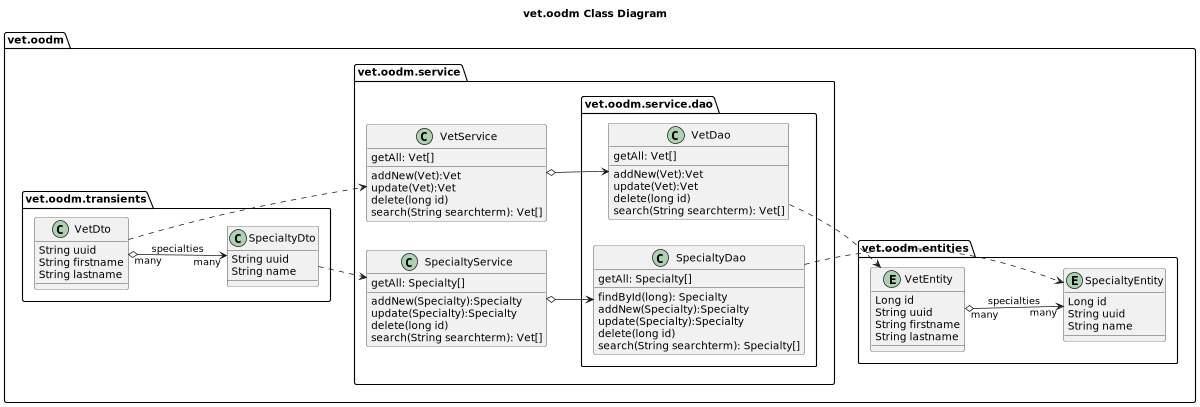 vet.oodm Class Diagram
vet.oodm
vet.oodm.service
vet.oodm.service.dao
C VetService
getAll: Vet[]
addNew(Vet):Vet
update(Vet):Vet
delete(long id)
search(String searchterm): Vet[]
C VetDao
getAll: Vet[]
addNew(Vet):Vet
update(Vet):Vet
delete(long id)
search(String searchterm): Vet[]
vet.oodm.transients
C VetDto
String uuid
String firstname
String lastname
specialties
many
many
C SpecialtyDto
String uuid
String name
C SpecialtyService
getAll: Specialty[]
addNew(Specialty):Specialty
update(Specialty):Specialty
delete(long id)
search(String searchterm): Vet[]
C SpecialtyDao
getAll: Specialty[]
findById(long): Specialty
addNew(Specialty):Specialty
update(Specialty):Specialty
delete(long id)
search(String searchterm): Specialty[]
vet.oodm.entities
E VetEntity
Long id
String uuid
String firstname
String lastname
specialties
many
many
E SpecialtyEntity
Long id
String uuid
String name